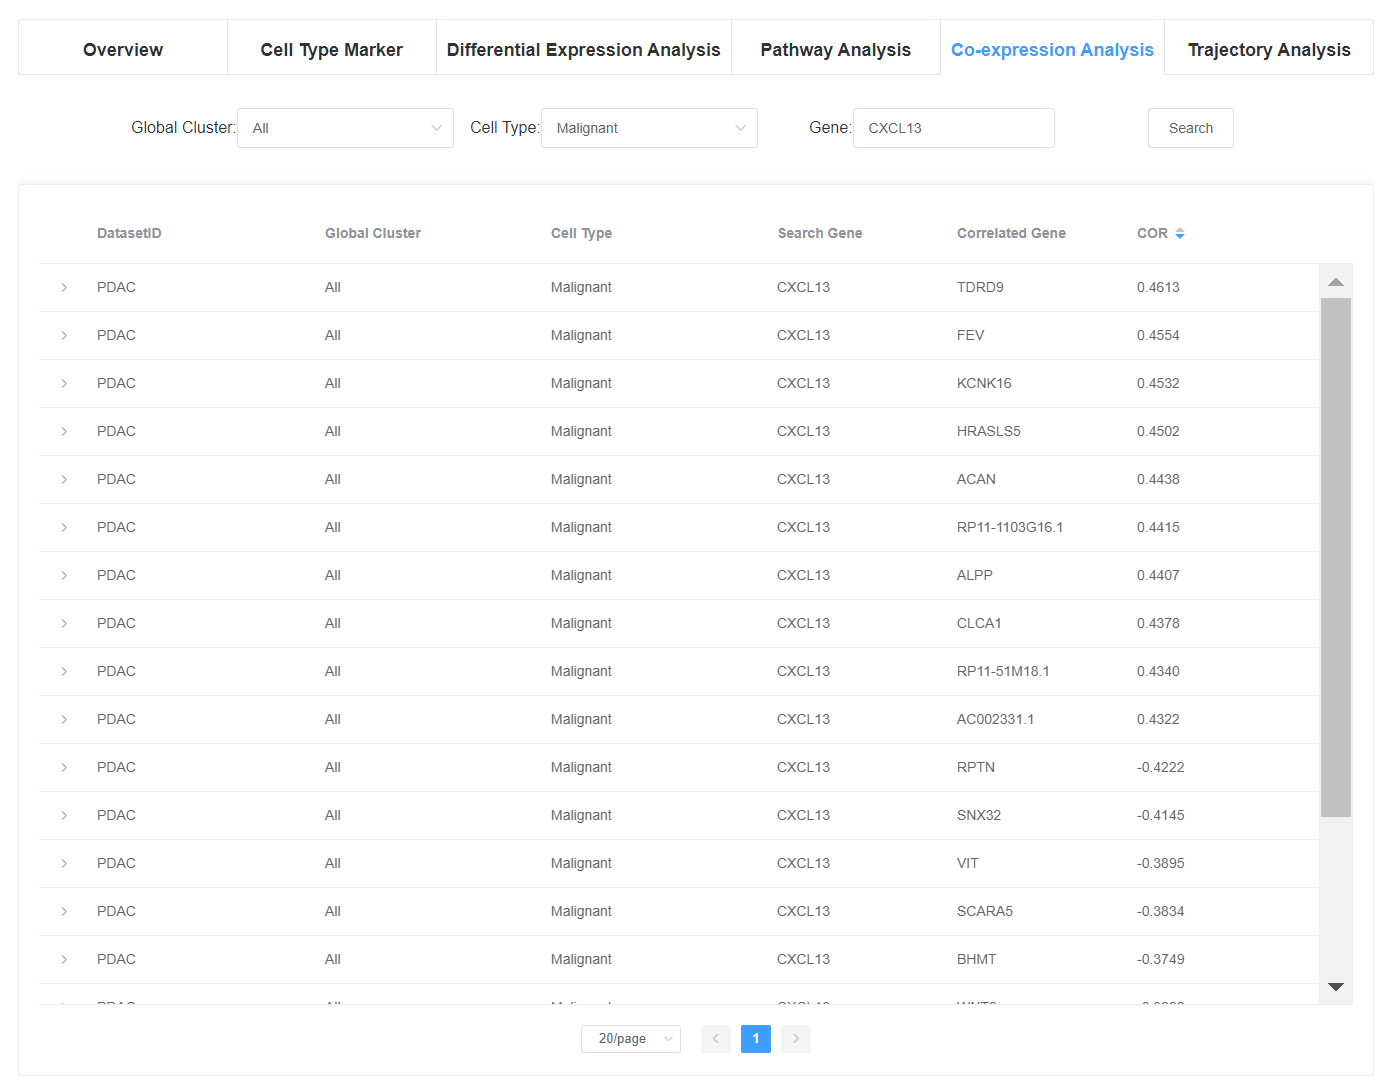 Overview Cell Type Marker Differential Expression Analysis Pathway Analysis Co-expression Analysis Trajectory Analysis
Global Cluster: All Cell Type: Malignant Gene: CXCL13 Search
DatasetID Global Cluster Cell Type Search Gene Correlated Gene COR
PDAC All Malignant CXCL13 TDRD9 0.4613
PDAC All Malignant CXCL13 FEV 0.4554
PDAC All Malignant CXCL13 KCNK16 0.4532
PDAC All Malignant CXCL13 HRASLS5 0.4502
PDAC All Malignant CXCL13 ACAN 0.4438
PDAC All Malignant CXCL13 RP11-1103G16.1 0.4415
PDAC All Malignant CXCL13 ALPP 0.4407
PDAC All Malignant CXCL13 CLCA1 0.4378
PDAC All Malignant CXCL13 RP11-51M18.1 0.4340
PDAC All Malignant CXCL13 AC002331.1 0.4322
PDAC All Malignant CXCL13 RPTN -0.4222
PDAC All Malignant CXCL13 SNX32 -0.4145
PDAC All Malignant CXCL13 VIT -0.3895
PDAC All Malignant CXCL13 SCARA5 -0.3834
PDAC All Malignant CXCL13 BHMT -0.3749
PDAC All Malignant CXCL13
20/page 1